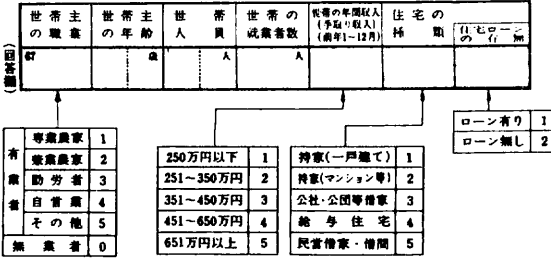 世帯主の職業 世帯主の年齢 世帯人員 世帯の就業者数 世帯の年間収入(手取り収入)(前年1～12月) 住宅の種類 住宅ローンの有無
(回答欄) 67 歳 人 人
有業者 専業農家 1
兼業農家 2
勤労者 3
自営業 4
その他 5
無業者 0
250万円以下 1
251～350万円 2
351～450万円 3
451～650万円 4
651万円以上 5
持家(一戸建て) 1
持家(マンション等) 2
公社・公団等借家 3
給与住宅 4
民営借家・借間 5
ローン有り 1
ローン無し 2